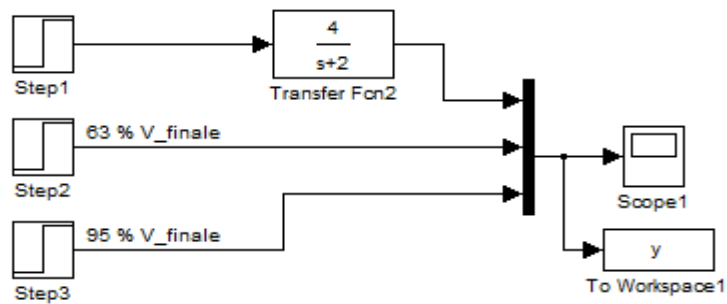 4
s+2
Step1
Transfer Fcn2
63 % V_finale
Step2
Scope1
95 % V_finale
y
Step3
To Workspace1